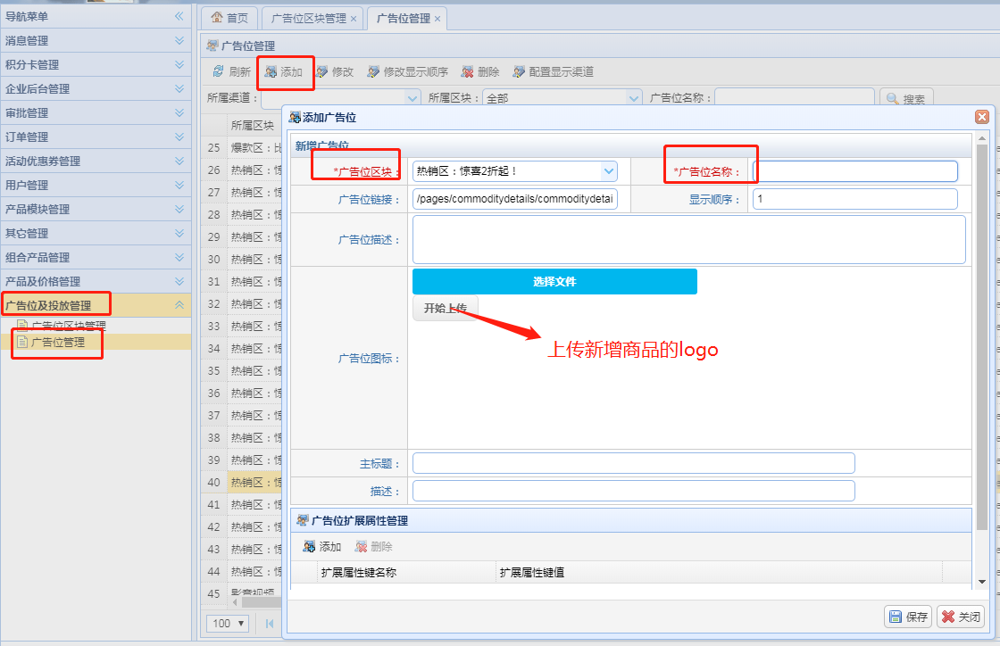 导航菜单
消息管理
积分卡管理
企业后台管理
审批管理
订单管理
活动优惠券管理
用户管理
产品模块管理
其它管理
组合产品管理
产品及价格管理
广告位及投放管理
广告位区块管理
广告位管理
首页 广告位区块管理 × 广告位管理 ×
广告位管理
刷新 添加 修改 修改显示顺序 删除 配置显示渠道
所属渠道： 所属区块： 全部 广告位名称： 搜索
所属区块
25 爆款区：比
26 热销区：惊
27 热销区：惊
28 热销区：惊
29 热销区：惊
30 热销区：惊
31 热销区：惊
32 热销区：惊
33 热销区：惊
34 热销区：惊
35 热销区：惊
36 热销区：惊
37 热销区：惊
38 热销区：惊
39 热销区：惊
40 热销区：惊
41 热销区：惊
42 热销区：惊
43 热销区：惊
44 热销区：惊
45 影音视频
100
添加广告位
新增广告位
*广告位区块： 热销区：惊喜2折起！ *广告位名称：
广告位链接： /pages/commoditydetails/commoditydetai 显示顺序： 1
广告位描述：
选择文件
开始上传
广告位图标：
上传新增商品的logo
主标题：
描述：
广告位扩展属性管理
添加 删除
扩展属性键名称 扩展属性键值
保存 关闭